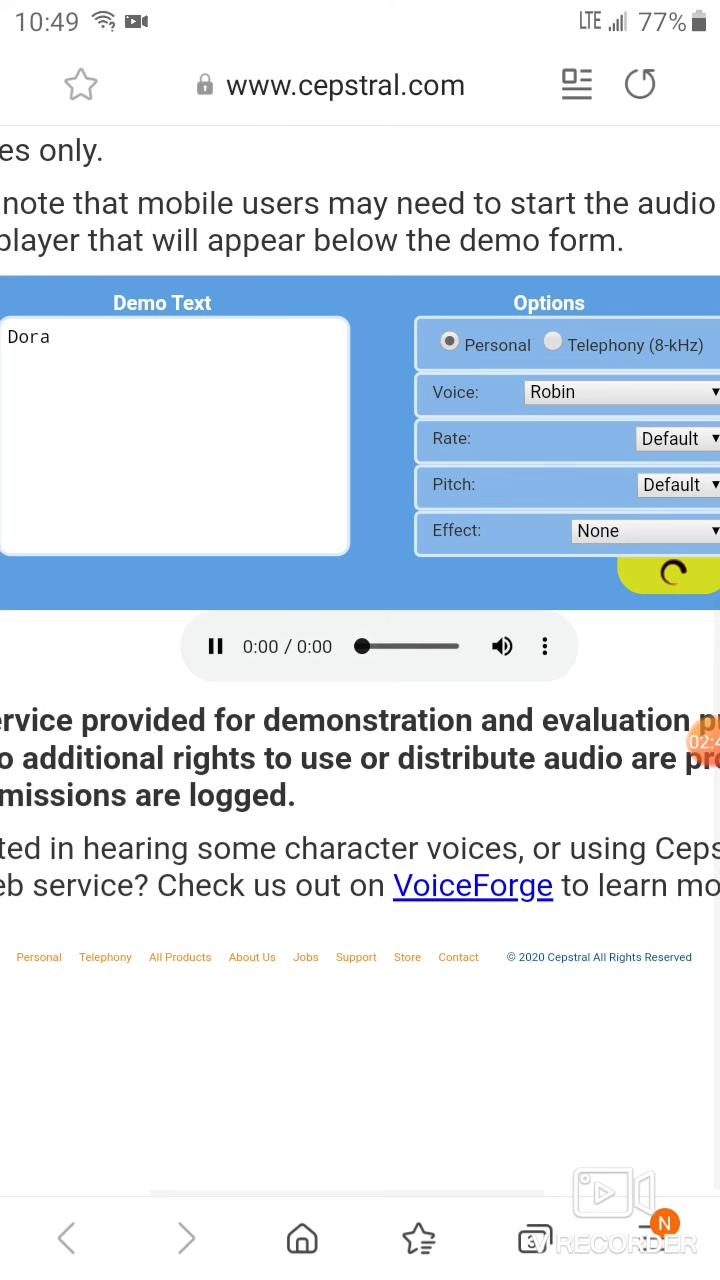 10:49
LTE 77%
www.cepstral.com
es only.
note that mobile users may need to start the audio
player that will appear below the demo form.
Demo Text
Options
Dora
Personal Telephony (8-kHz)
Voice: Robin
Rate: Default
Pitch: Default
Effect: None
0:00 / 0:00
ervice provided for demonstration and evaluation p
o additional rights to use or distribute audio are pro
missions are logged.
02:4
ted in hearing some character voices, or using Ceps
eb service? Check us out on VoiceForge to learn mo
Personal Telephony All Products About Us Jobs Support Store Contact © 2020 Cepstral All Rights Reserved
3
N
V RECORDER